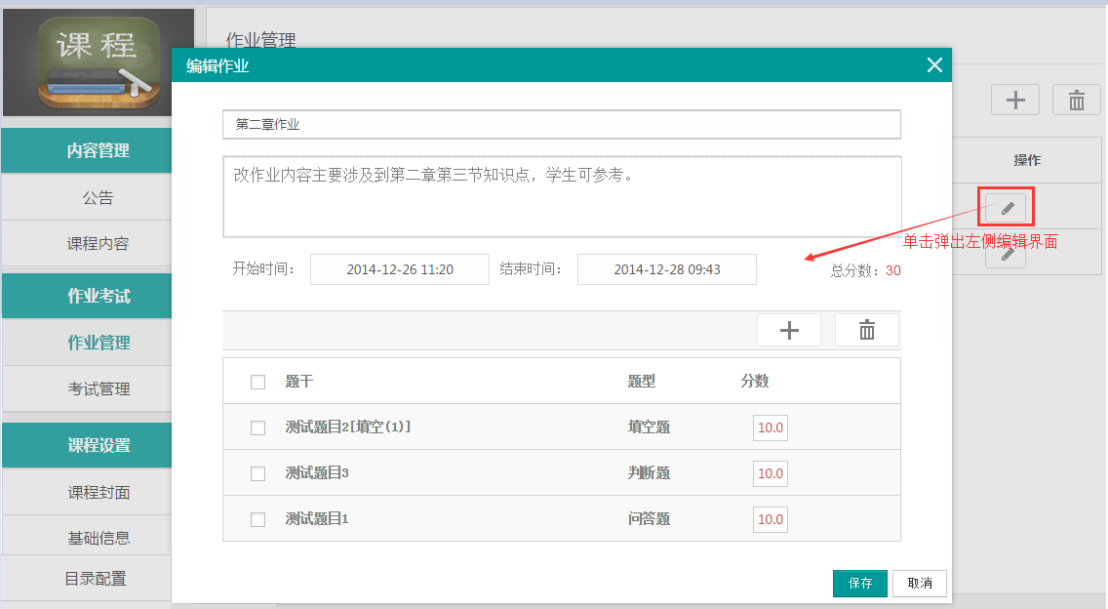 课程
作业管理
编辑作业
第二章作业
内容管理
改作业内容主要涉及到第二章第三节知识点，学生可参考。
操作
公告
课程内容
单击弹出左侧编辑界面
开始时间： 2014-12-26 11:20 结束时间： 2014-12-28 09:43 总分数：30
作业考试
作业管理
考试管理
题干 题型 分数
测试题目2[填空(1)] 填空题 10.0
课程设置
测试题目3 判断题 10.0
课程封面
测试题目1 问答题 10.0
基础信息
目录配置
保存 取消